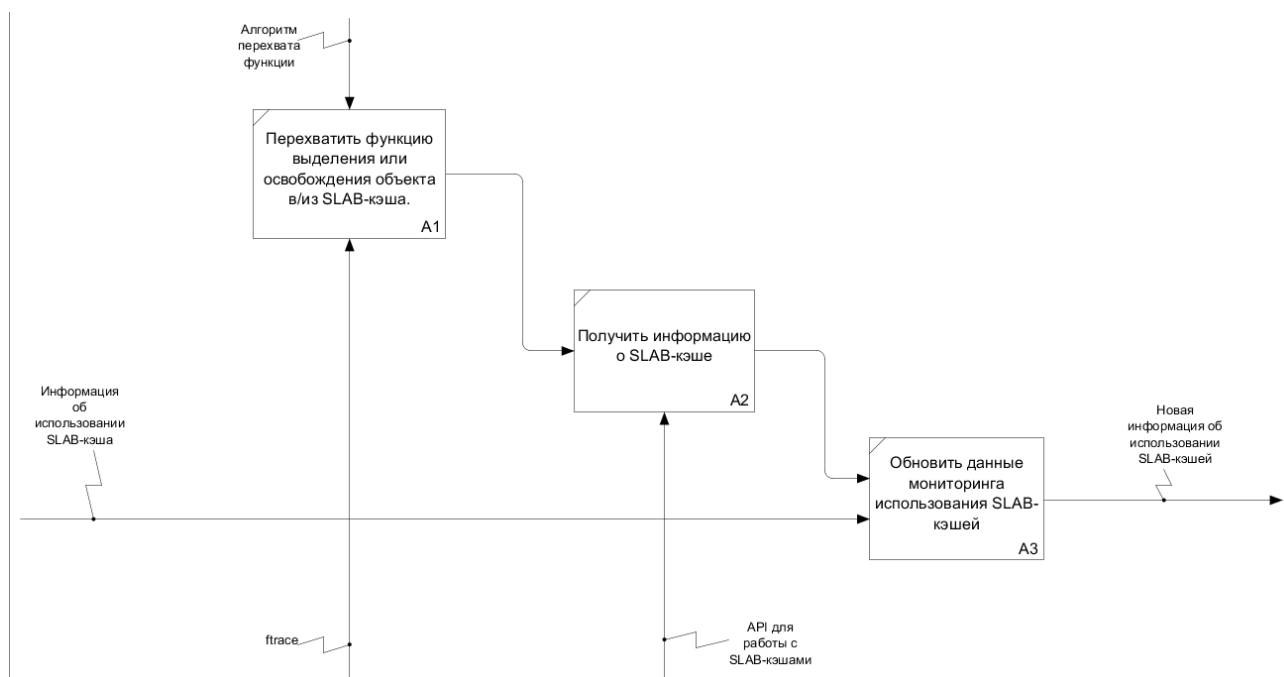 Алгоритм
перехвата
функции
Перехватить функцию
выделения или
освобождения объекта
в/из SLAB-кэша.
A1
Получить информацию
о SLAB-кэше
A2
Информация
об
использовании
SLAB-кэша
Новая
информация об
использовании
SLAB-кэшей
Обновить данные
мониторинга
использования SLAB-
кэшей
A3
ftrace
API для
работы с
SLAB-кэшами